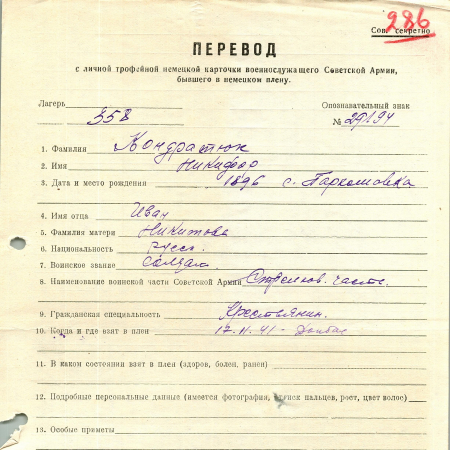 286
Сов. секретно
ПЕРЕВОД
с личной трофейной немецкой карточки военнослужащего Советской Армии,
бывшего в немецком плену.
Лагерь 358 Опознавательный знак
№ 29194
1. Фамилия Кондратюк
2. Имя Никифор
3. Дата и место рождения 1896 с. Пархомовка
4. Имя отца Иван
5. Фамилия матери Никитова
6. Национальность русс.
7. Воинское звание Солдат
8. Наименование воинской части Советской Армии Стрелков. часть.
9. Гражданская специальность Крестьянин.
10. Когда и где взят в плен 17.11.41 - Донбас
11. В каком состоянии взят в плен (здоров, болен, ранен)
12. Подробные персональные данные (имеется фотография, оттиск пальцев, рост, цвет волос)
13. Особые приметы